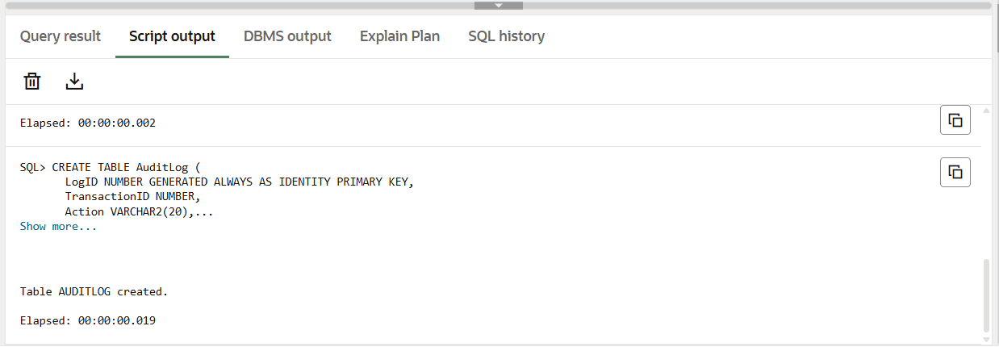 Query result Script output DBMS output Explain Plan SQL history
Elapsed: 00:00:00.002
SQL> CREATE TABLE AuditLog (
LogID NUMBER GENERATED ALWAYS AS IDENTITY PRIMARY KEY,
TransactionID NUMBER,
Action VARCHAR2(20),...
Show more...
Table AUDITLOG created.
Elapsed: 00:00:00.019